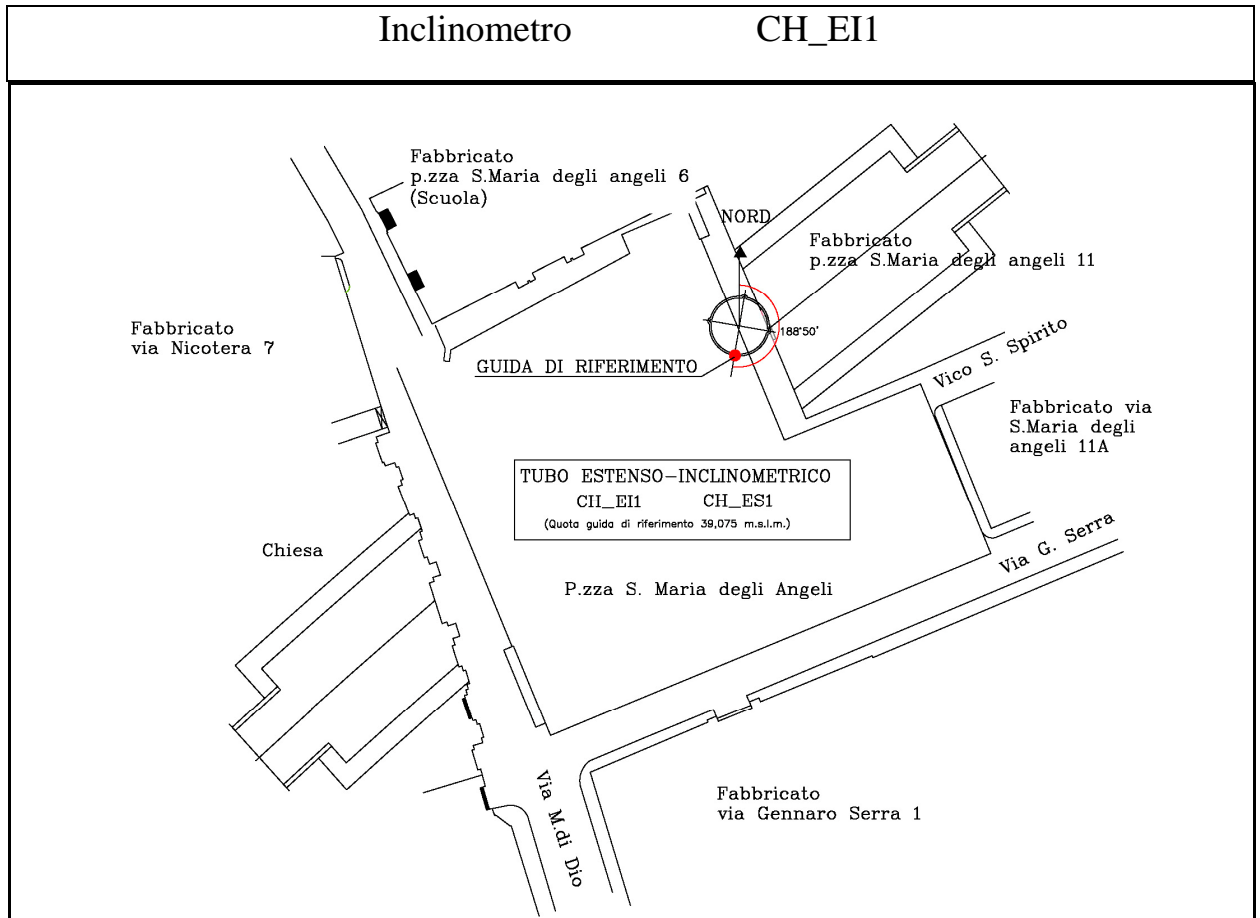 Inclinometro CH_EI1
Fabbricato
p.zza S.Maria degli angeli 6
(Scuola)
NORD
Fabbricato
p.zza S.Maria degli angeli 11
188°50'
Fabbricato
via Nicotera 7
GUIDA DI RIFERIMENTO
Vico S. Spirito
Fabbricato via
S.Maria degli
angeli 11A
TUBO ESTENSO-INCLINOMETRICO
CH_EI1 CH_ES1
(Quota guida di riferimento 39,075 m.s.l.m.)
Chiesa
Via G. Serra
P.zza S. Maria degli Angeli
Via M.di Dio
Fabbricato
via Gennaro Serra 1